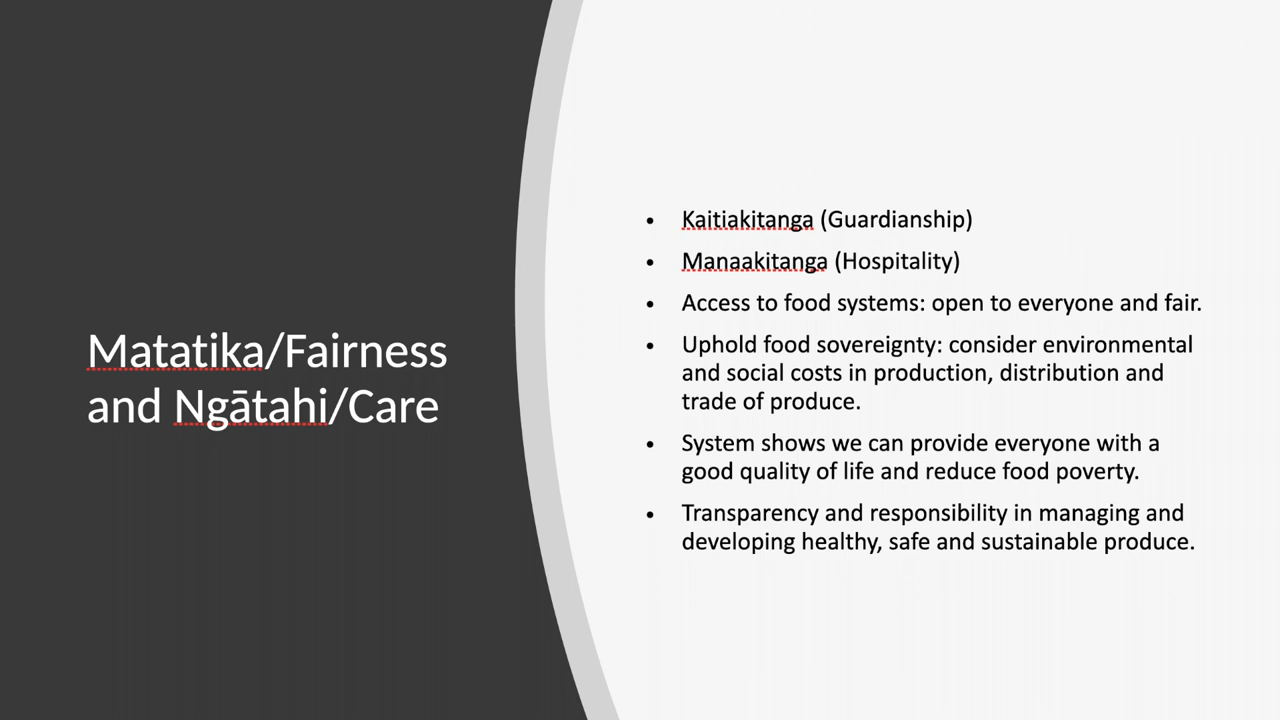 Matatika/Fairness
and Ngātahi/Care
• Kaitiakitanga (Guardianship)
• Manaakitanga (Hospitality)
• Access to food systems: open to everyone and fair.
• Uphold food sovereignty: consider environmental
and social costs in production, distribution and
trade of produce.
• System shows we can provide everyone with a
good quality of life and reduce food poverty.
• Transparency and responsibility in managing and
developing healthy, safe and sustainable produce.